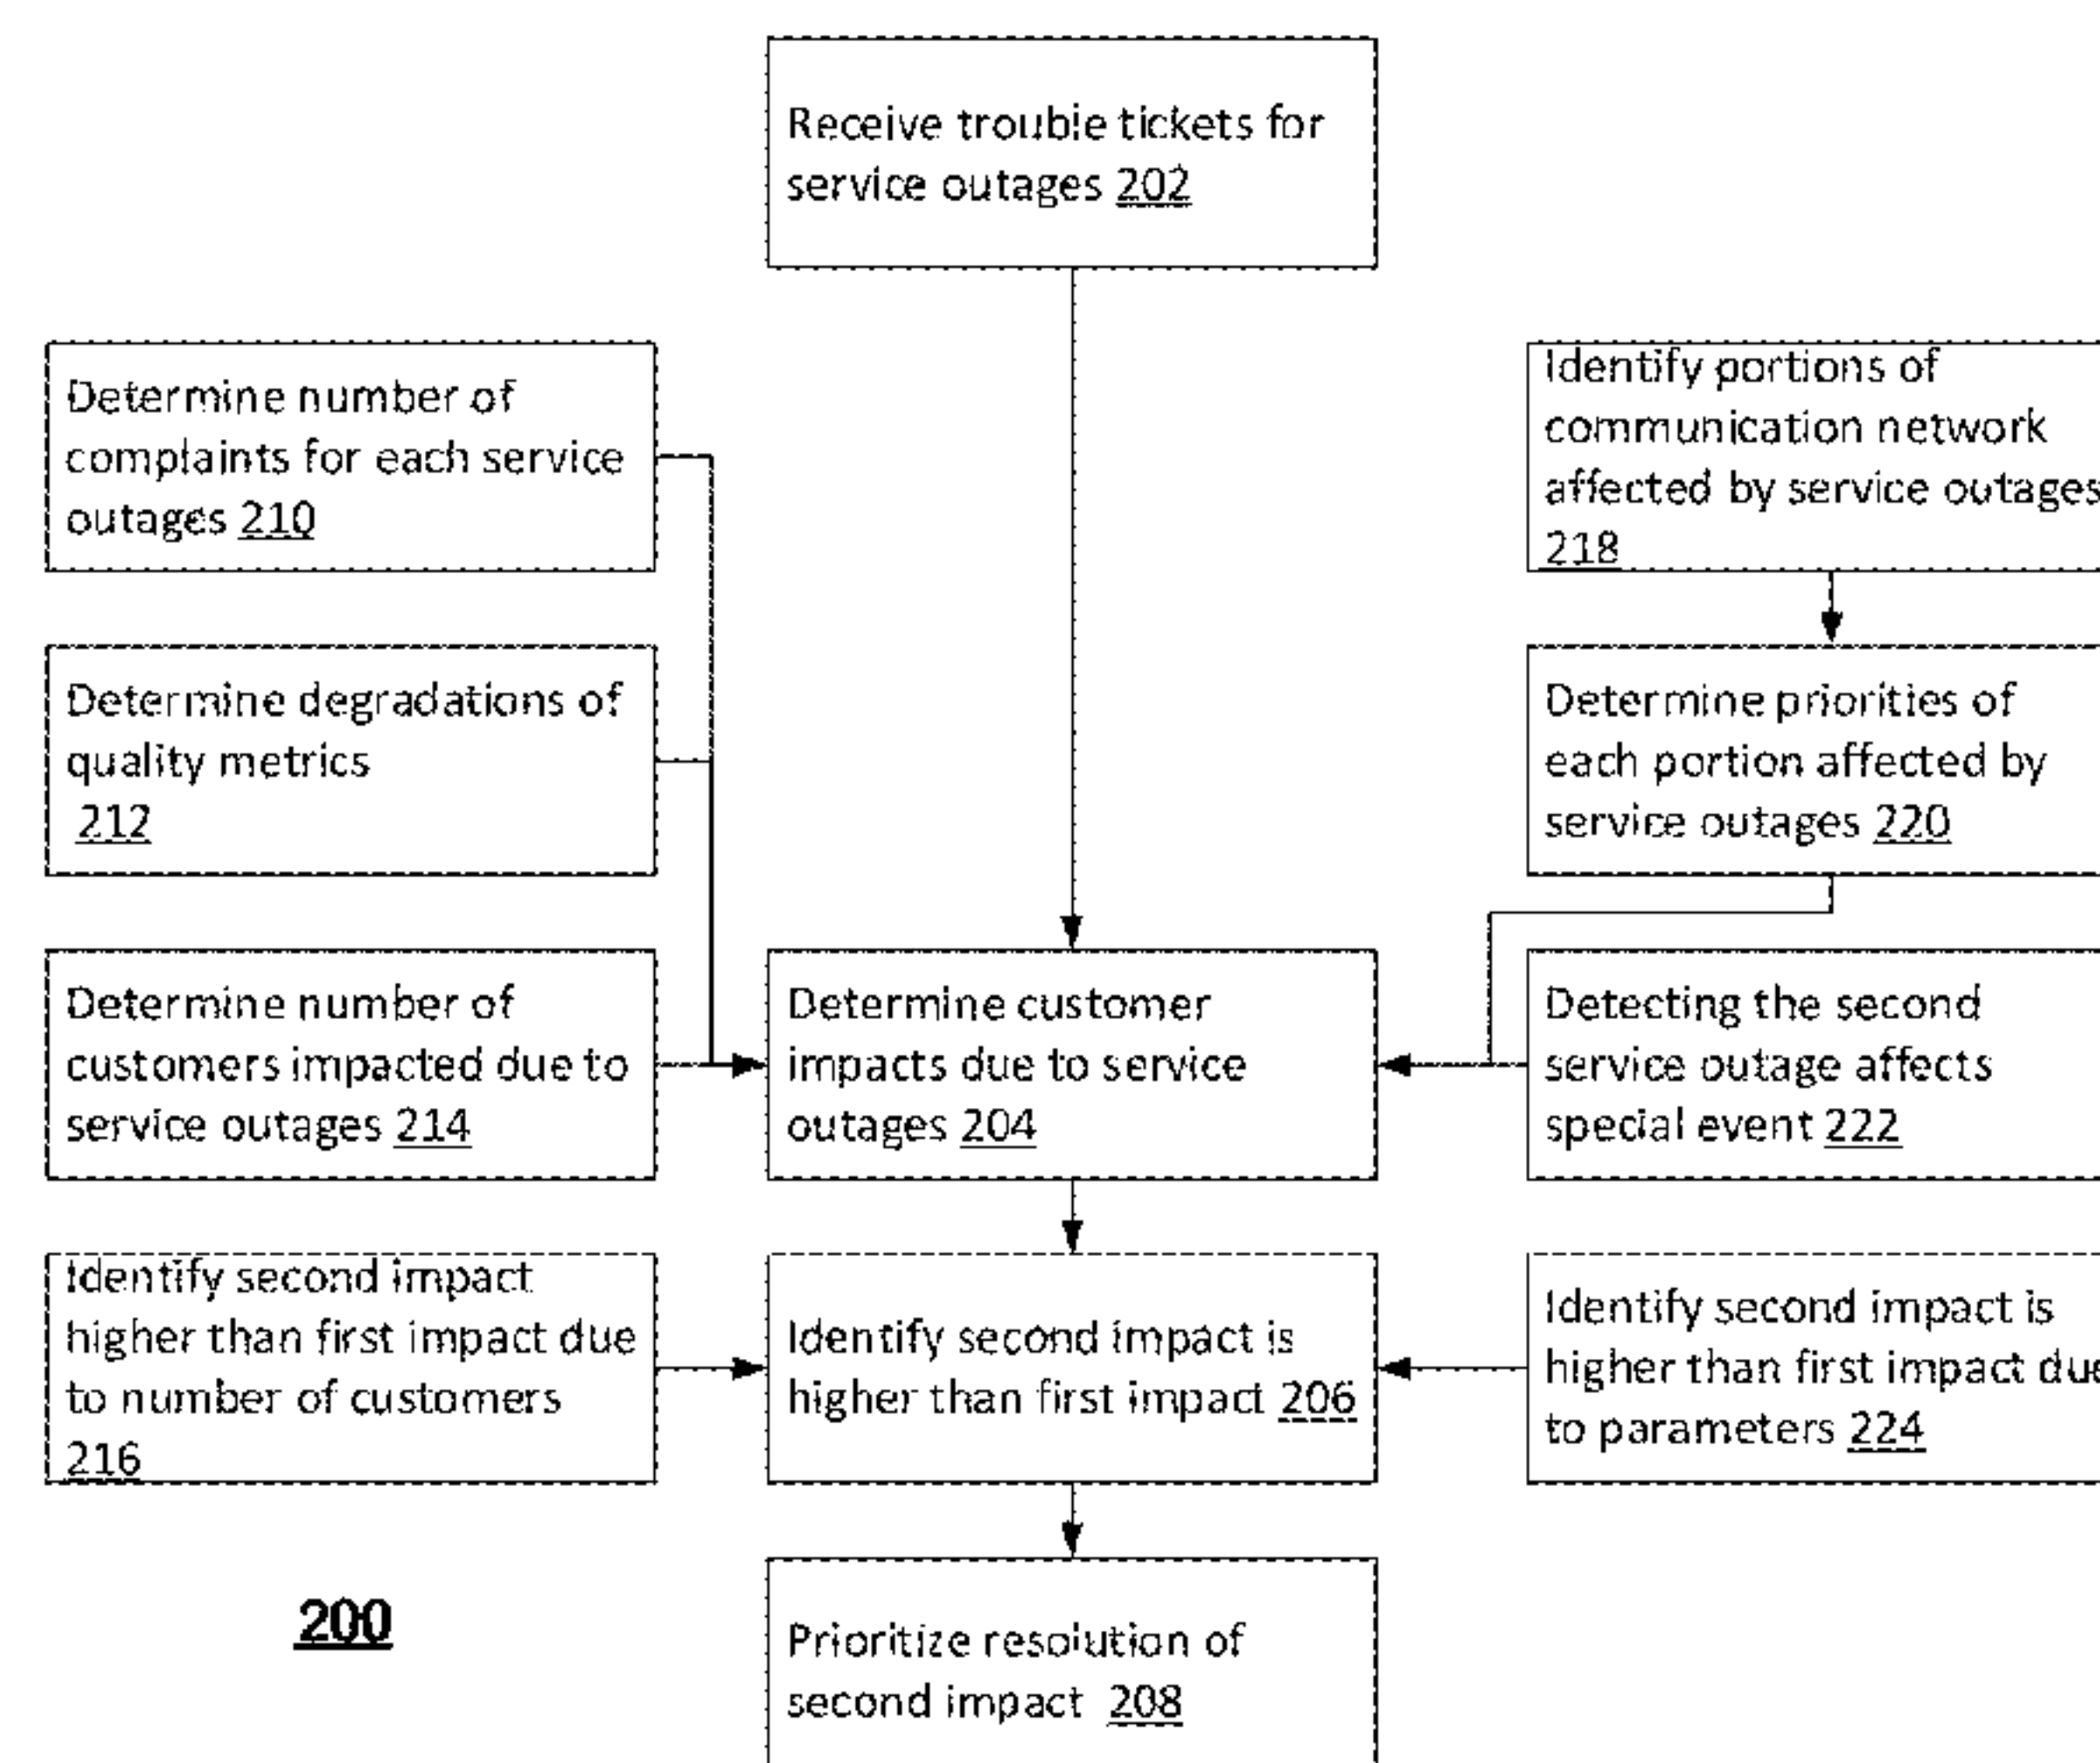 Receive trouble tickets for
service outages 202
Determine number of
complaints for each service
outages 210
Identify portions of
communication network
affected by service outages
218
Determine degradations of
quality metrics
212
Determine priorities of
each portion affected by
service outages 220
Determine number of
customers impacted due to
service outages 214
Determine customer
impacts due to service
outages 204
Detecting the second
service outage affects
special event 222
Identify second impact
higher than first impact due
to number of customers
216
Identify second impact is
higher than first impact 206
Identify second impact is
higher than first impact due
to parameters 224
200
Prioritize resolution of
second impact 208